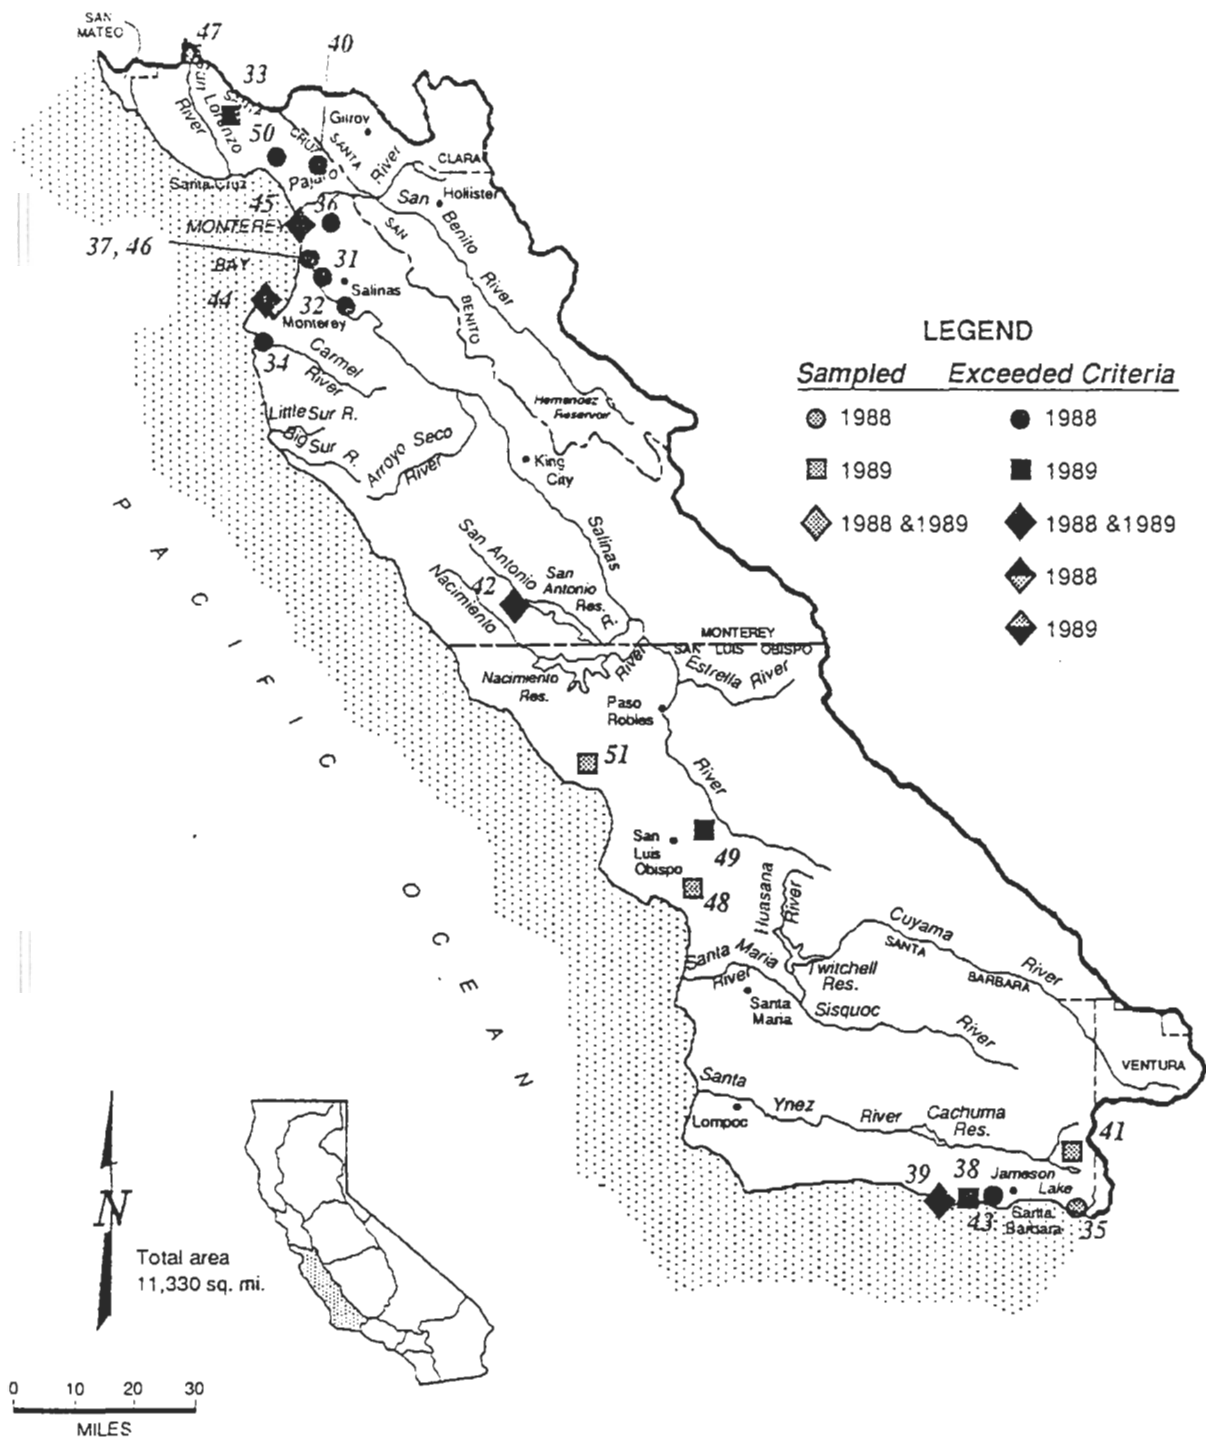 SAN
MATEO
47
40
33
San Lorenzo
River
50
Gilroy
SANTA
CRUZ
SANTA
CLARA
River
Santa Cruz
Pajaro
San
Hollister
Benito
River
45
36
MONTEREY
BAY
37, 46
SAN
BENITO
31
Salinas
44
32
Monterey
34
Carmel
River
Hernandez
Reservoir
Little Sur R.
Big Sur R.
Arroyo Seco
River
King
City
LEGEND
Sampled Exceeded Criteria
1988 1988
1989 1989
1988 &1989 1988 &1989
1988
1989
PACIFIC OCEAN
Salinas
R.
San Antonio
San
Antonio
Res.
Nacimiento
42
MONTEREY
SAN LUIS OBISPO
River
Estrella River
Nacimiento
Res.
Paso
Robles
51
River
San
Luis
Obispo
49
48
Huasana
River
Cuyama
River
SANTA
BARBARA
Santa Maria
River
Twitchell
Res.
Santa
Maria
Sisquoc
River
VENTURA
Santa
Ynez
River
Lompoc
Cachuma
Res.
41
39
38
Jameson
Lake
43
Santa
Barbara
35
N
Total area
11,330 sq. mi.
0 10 20 30
MILES